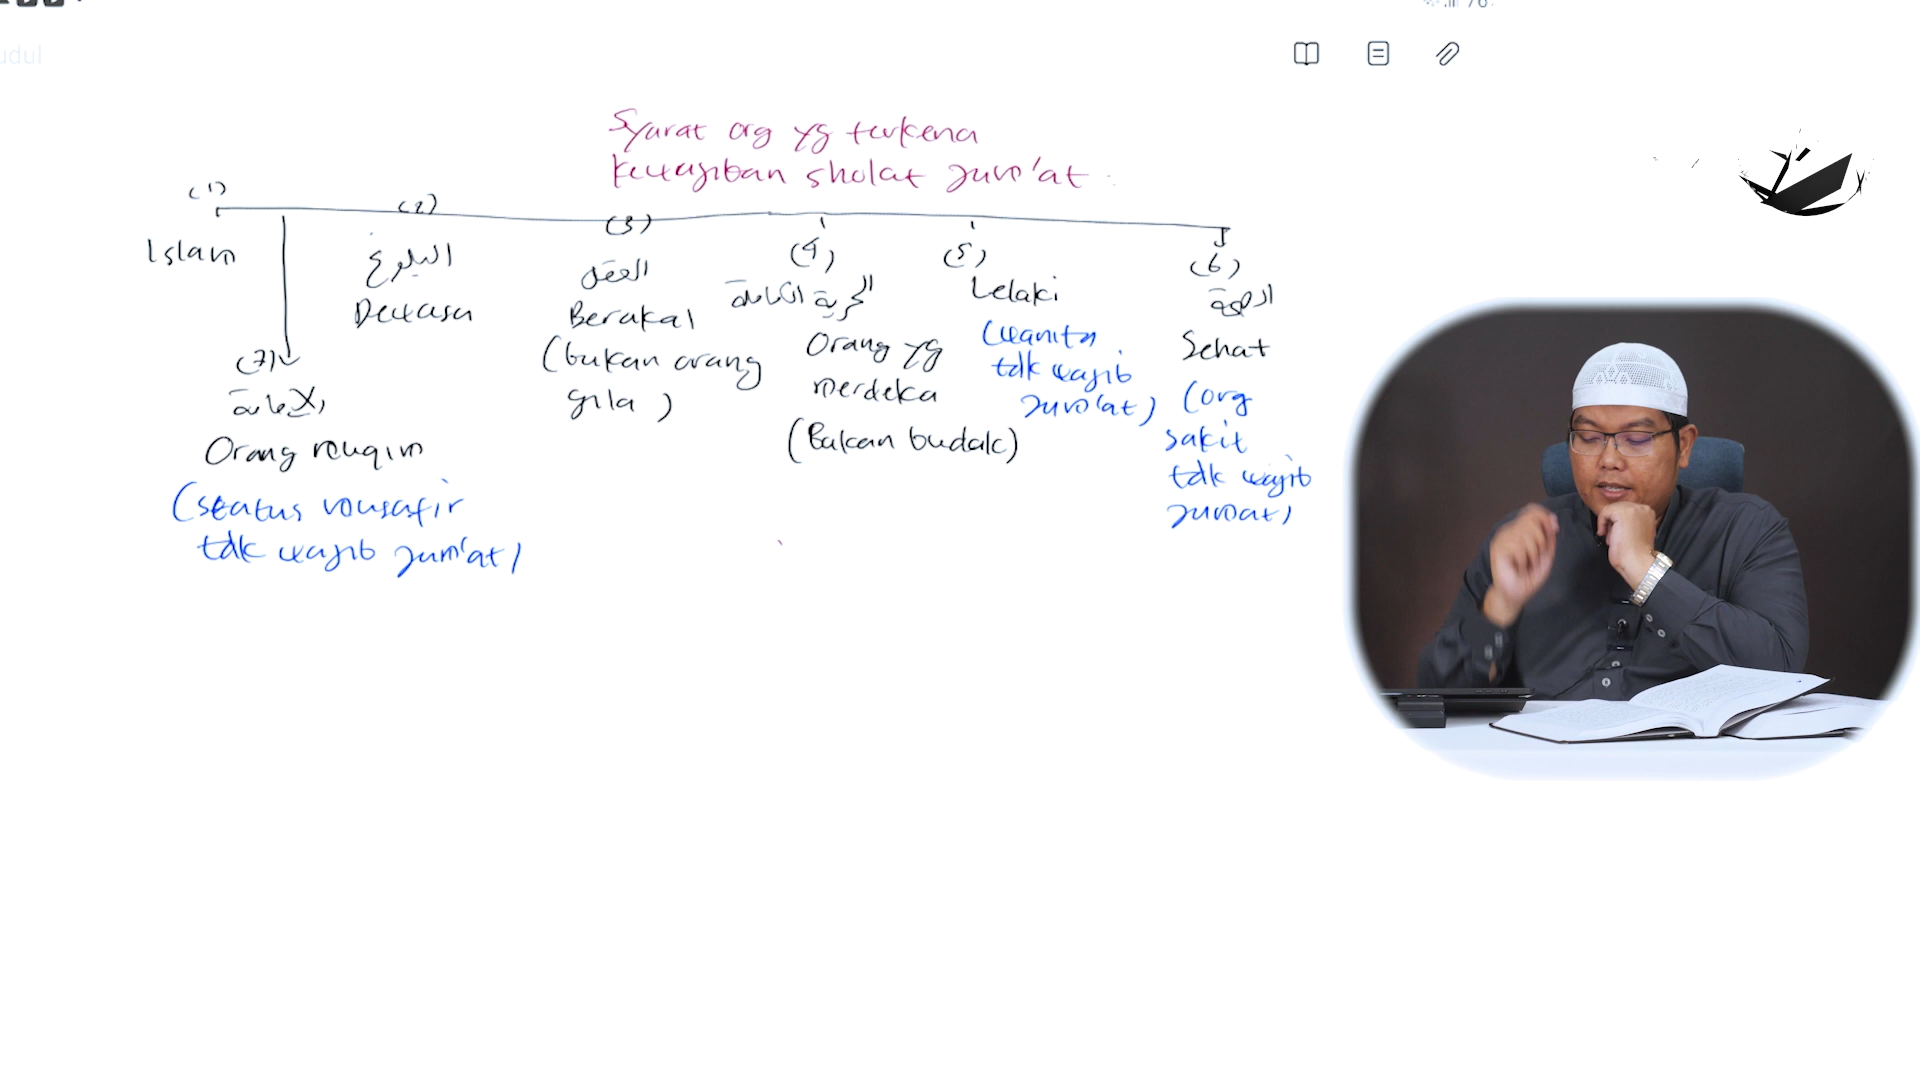 Judul
Syarat org yg terkena
kewajiban sholat Jum'at
(1)
Islam
(2)
البلوغ
Dewasa
(3)
العقل
Berakal
(bukan orang
gila)
(4)
الحرية الكاملة
Orang yg
merdeka
(Bukan budak)
(5)
Lelaki
(wanita
tdk wajib
Jum'at)
(6)
الصحة
Sehat
(org
sakit
tdk wajib
Jumat)
(7)
الإقامة
Orang muqim
(status musafir
tdk wajib Jum'at)